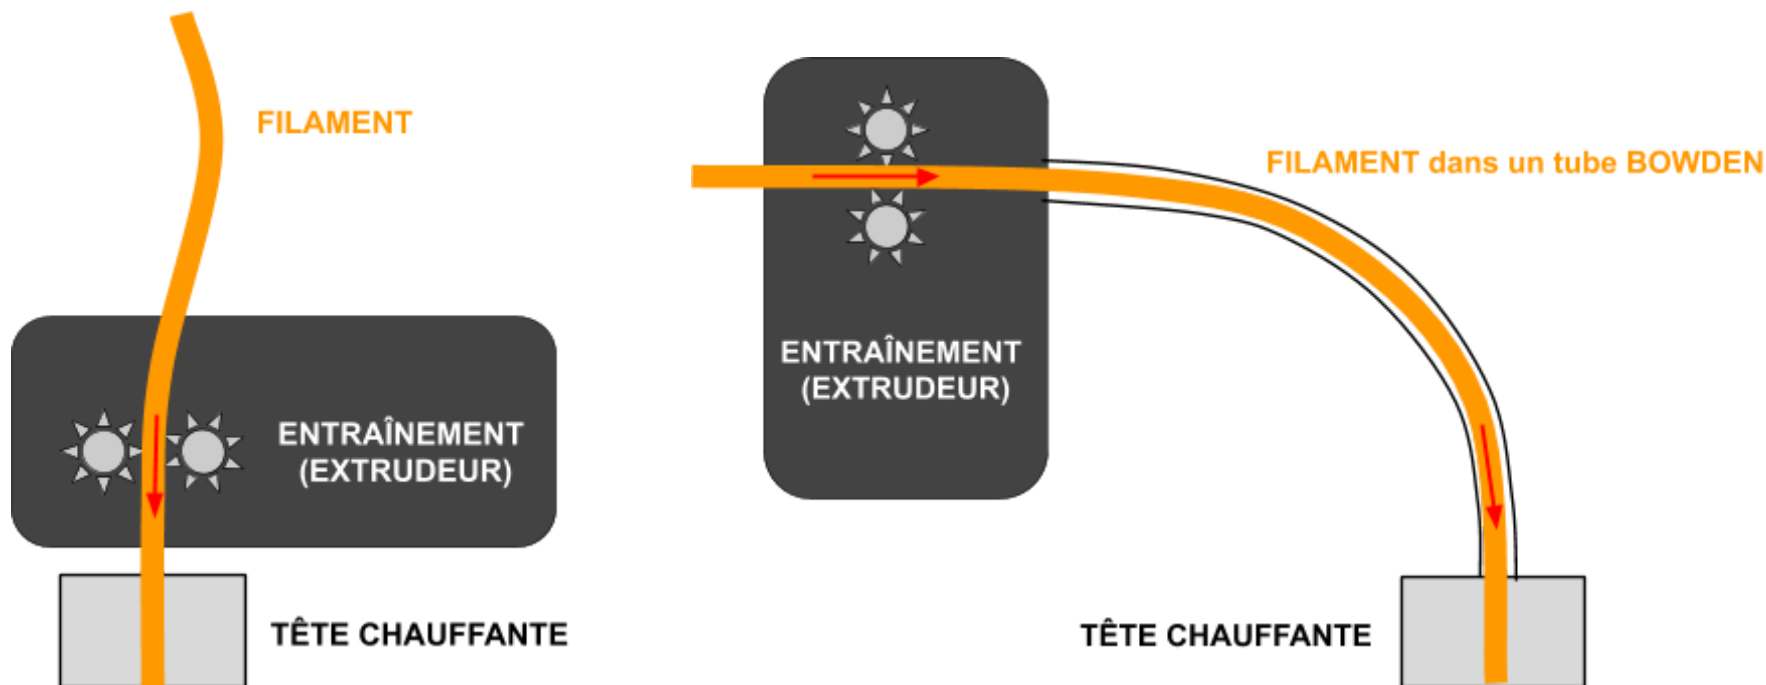 FILAMENT
ENTRAÎNEMENT
(EXTRUDEUR)
TÊTE CHAUFFANTE
FILAMENT dans un tube BOWDEN
ENTRAÎNEMENT
(EXTRUDEUR)
TÊTE CHAUFFANTE